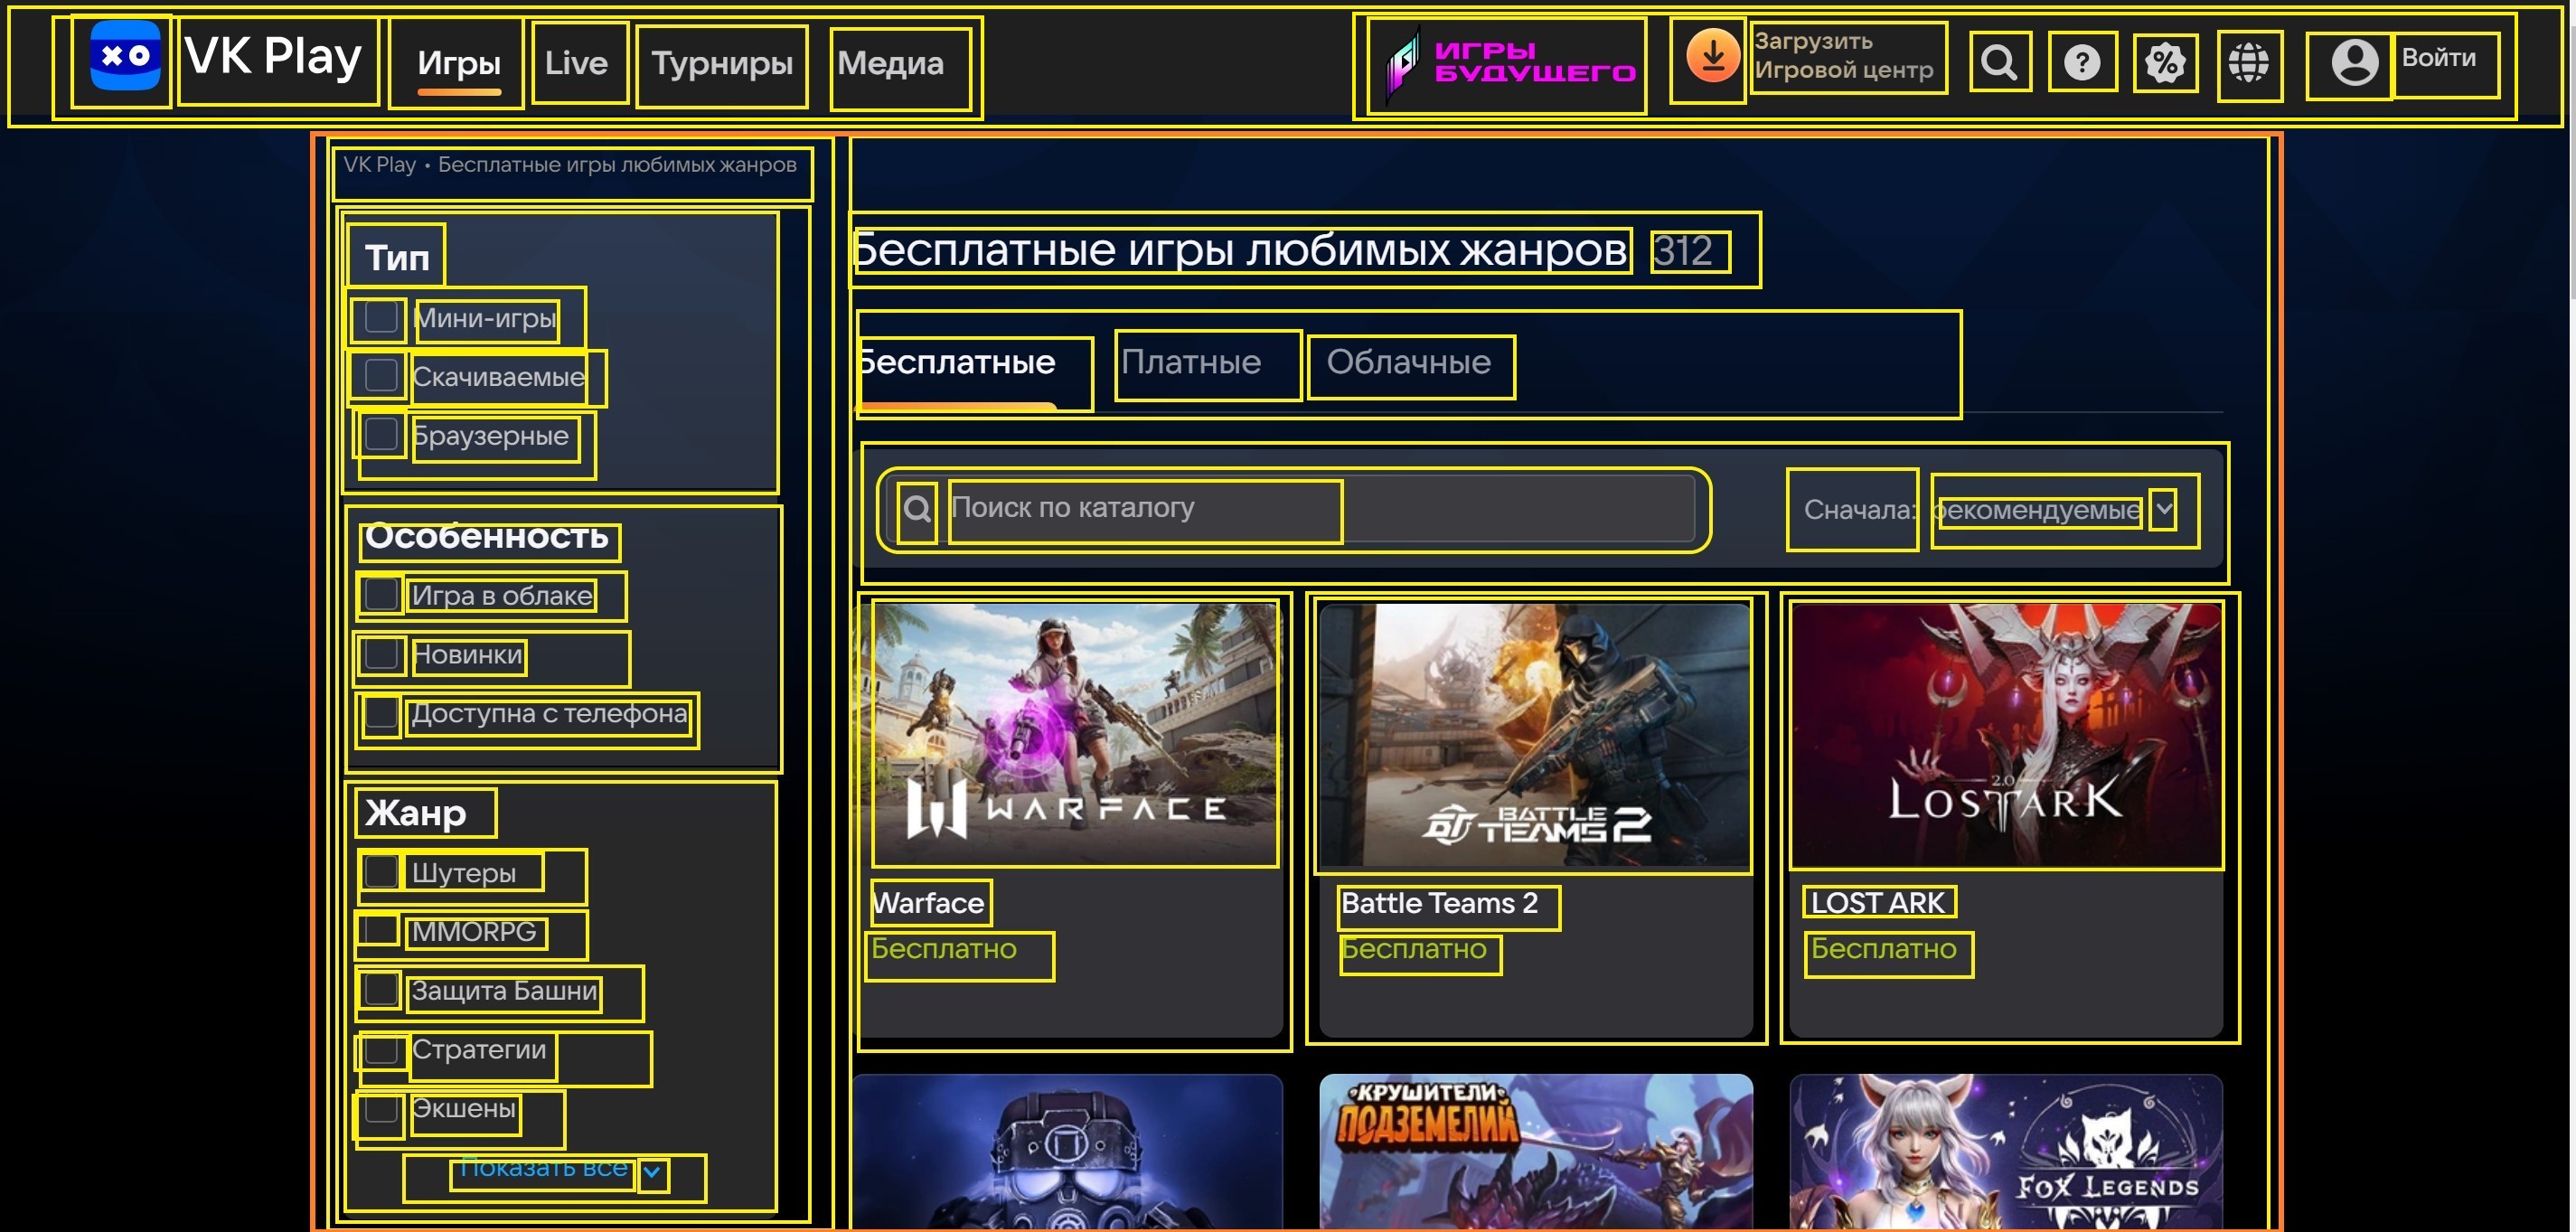 VK Play
Игры
Live
Турниры
Медиа
ИГРЫ
БУДУЩЕГО
Загрузить
Игровой центр
Войти
VK Play • Бесплатные игры любимых жанров
Тип
Мини-игры
Скачиваемые
Браузерные
Особенность
Игра в облаке
Новинки
Доступна с телефона
Жанр
Шутеры
MMORPG
Защита Башни
Стратегии
Экшены
Показать все
Бесплатные игры любимых жанров 312
Бесплатные
Платные
Облачные
Поиск по каталогу
Сначала: рекомендуемые
WARFACE
Warface
Бесплатно
BATTLE
TEAMS 2
Battle Teams 2
Бесплатно
2.0
LOST ARK
LOST ARK
Бесплатно
КРУШИТЕЛИ
ПОДЗЕМЕЛИЙ
FOX LEGENDS